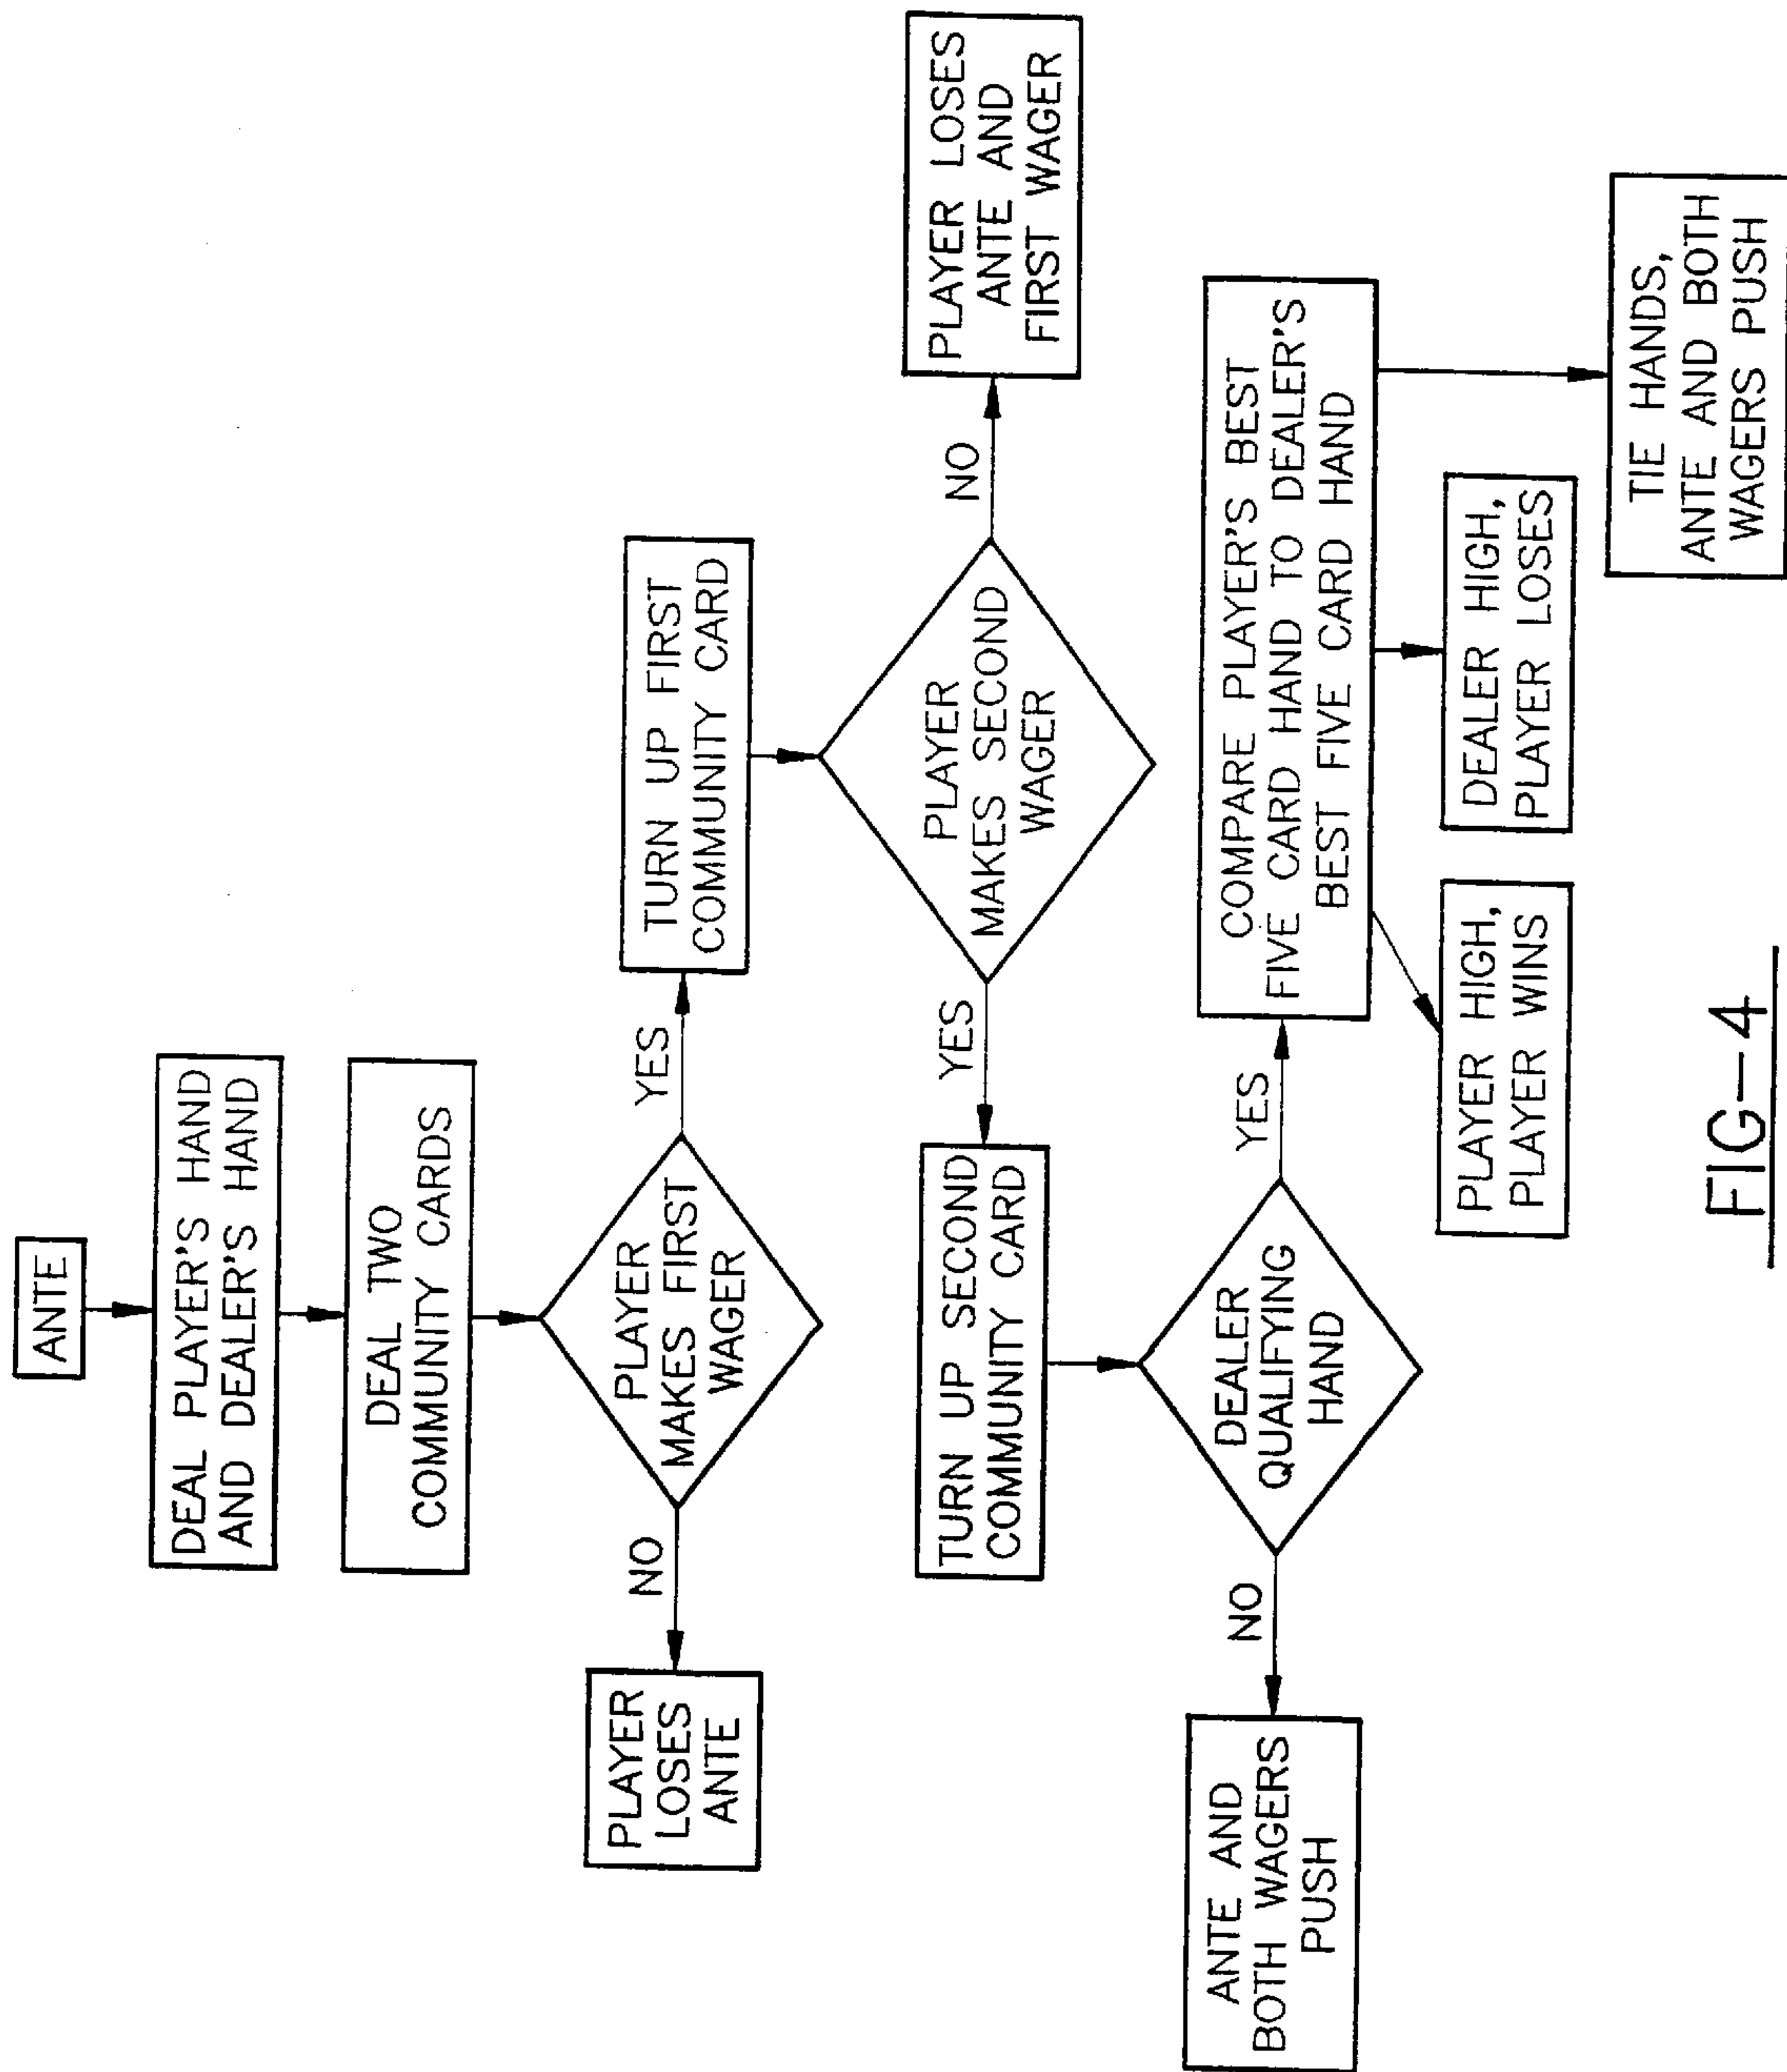 ANTE
DEAL PLAYER'S HAND
AND DEALER'S HAND
DEAL TWO
COMMUNITY CARDS
PLAYER
MAKES FIRST
WAGER
NO
PLAYER
LOSES
ANTE
YES
TURN UP FIRST
COMMUNITY CARD
PLAYER
MAKES SECOND
WAGER
NO
PLAYER LOSES
ANTE AND
FIRST WAGER
YES
TURN UP SECOND
COMMUNITY CARD
DEALER
QUALIFYING
HAND
NO
ANTE AND
BOTH WAGERS
PUSH
YES
COMPARE PLAYER'S BEST
FIVE CARD HAND TO DEALER'S
BEST FIVE CARD HAND
PLAYER HIGH,
PLAYER WINS
DEALER HIGH,
PLAYER LOSES
TIE HANDS,
ANTE AND BOTH
WAGERS PUSH
FIG-4